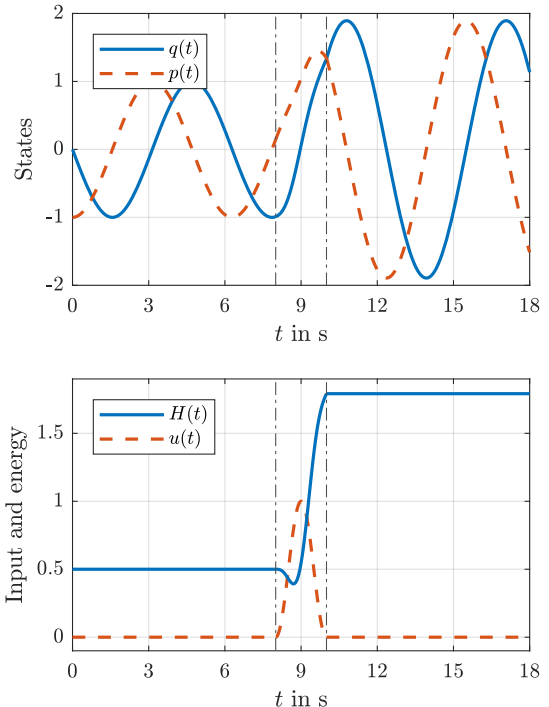 2
1
0
-1
-2
States
q(t)
p(t)
0 3 6 9 12 15 18
t in s
1.5
1
0.5
0
Input and energy
H(t)
u(t)
0 3 6 9 12 15 18
t in s